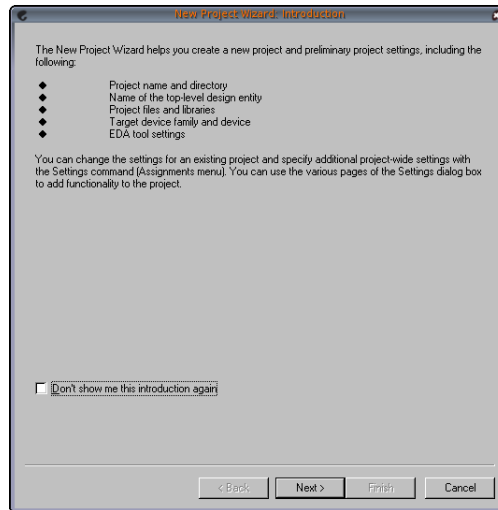 New Project Wizard: Introduction
The New Project Wizard helps you create a new project and preliminary project settings, including the
following:
◆ Project name and directory
◆ Name of the top-level design entity
◆ Project files and libraries
◆ Target device family and device
◆ EDA tool settings
You can change the settings for an existing project and specify additional project-wide settings with
the Settings command (Assignments menu). You can use the various pages of the Settings dialog box
to add functionality to the project.
Don't show me this introduction again
< Back Next > Finish Cancel